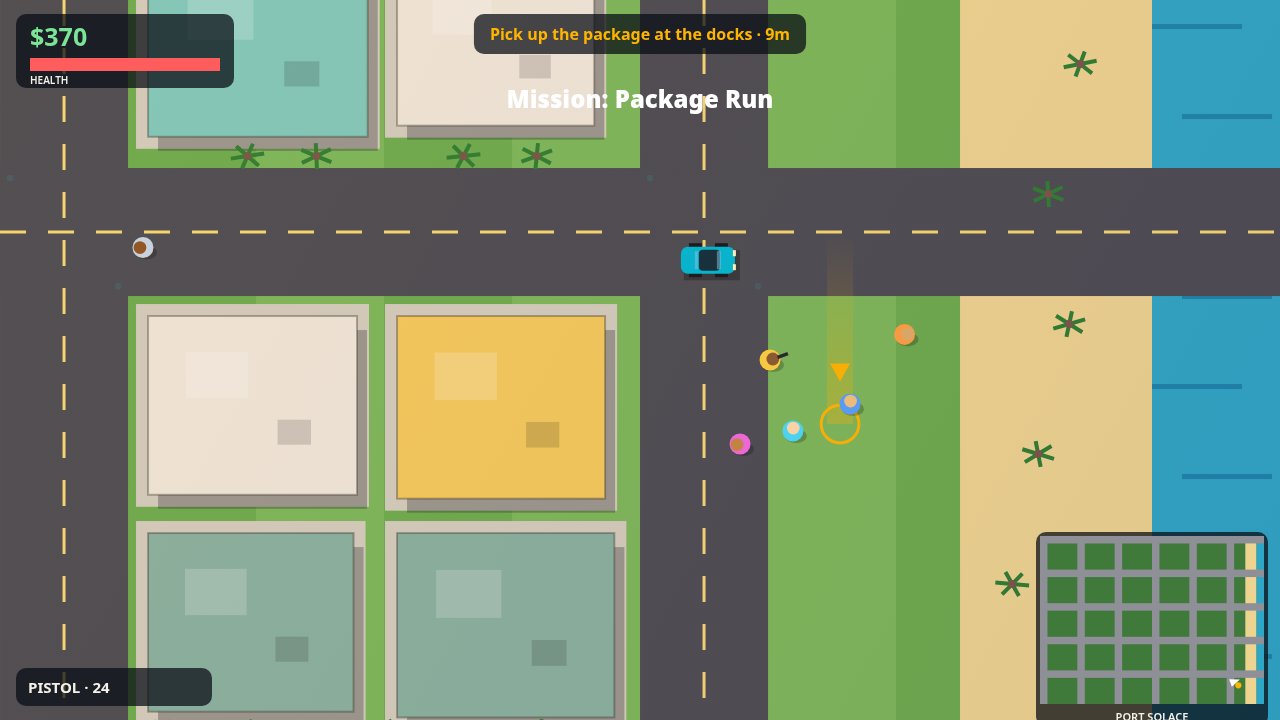 $370
HEALTH
Pick up the package at the docks · 9m
Mission: Package Run
PISTOL · 24
PORT SOLACE